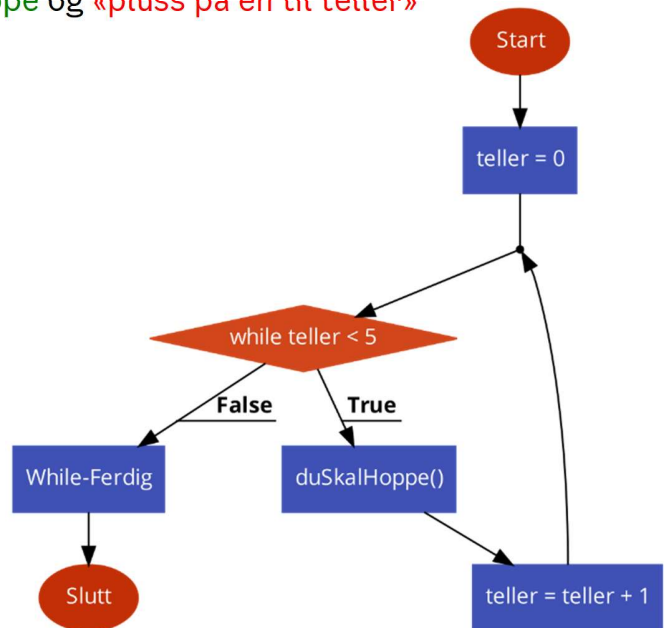 og «pluss på en til teller»
Start
teller = 0
while teller < 5
False
True
While-Ferdig
duSkalHoppe()
Slutt
teller = teller + 1